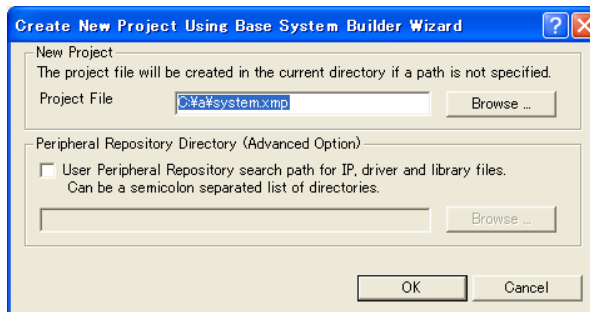 Create New Project Using Base System Builder Wizard
New Project
The project file will be created in the current directory if a path is not specified.
Project File
C:¥a¥system.xmp
Browse ...
Peripheral Repository Directory (Advanced Option)
User Peripheral Repository search path for IP, driver and library files.
Can be a semicolon separated list of directories.
Browse ...
OK
Cancel